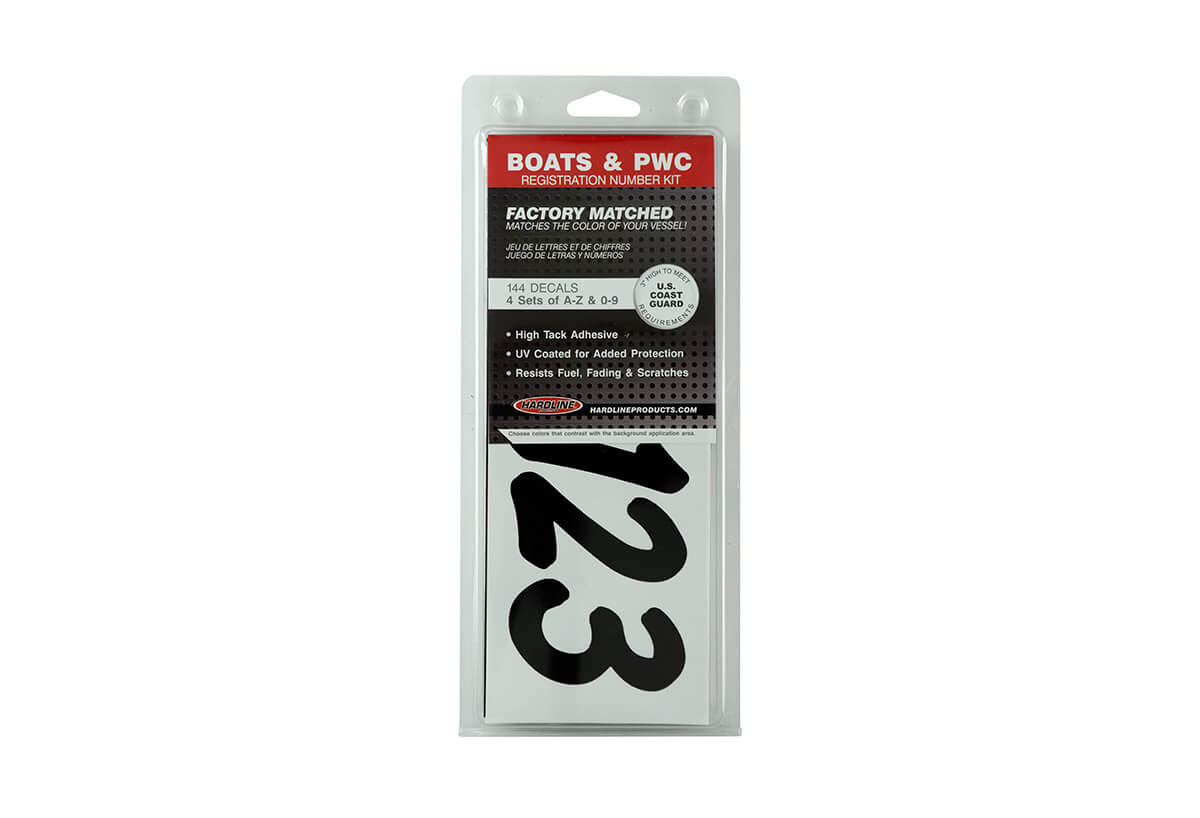 BOATS & PWC
REGISTRATION NUMBER KIT
FACTORY MATCHED
MATCHES THE COLOR OF YOUR VESSEL!
JEU DE LETTRES ET DE CHIFFRES
JUEGO DE LETRAS Y NÚMEROS
144 DECALS
4 Sets of A-Z & 0-9
3" HIGH TO MEET
U.S.
COAST
GUARD
REQUIREMENTS
• High Tack Adhesive
• UV Coated for Added Protection
• Resists Fuel, Fading & Scratches
HARDLINE
HARDLINEPRODUCTS.COM
Choose colors that contrast with the background application area.
1
2
3